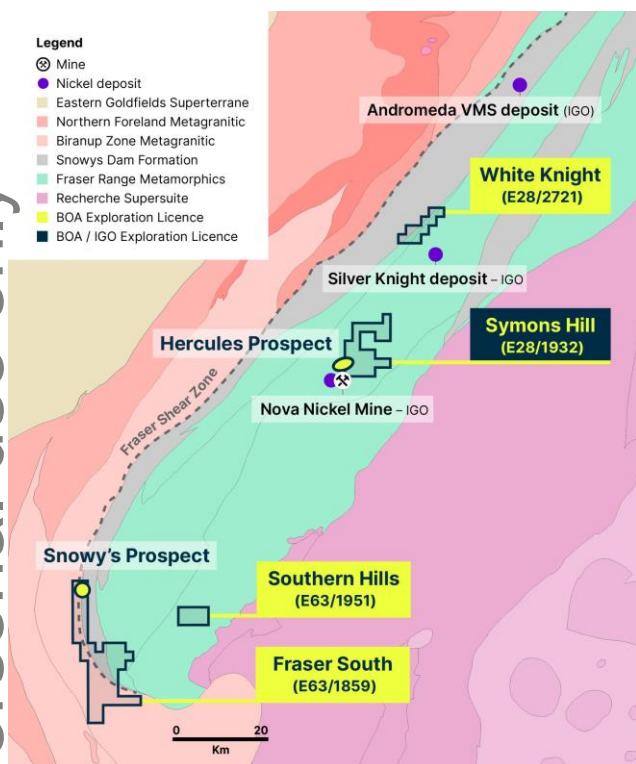 Legend
Mine
Nickel deposit
Eastern Goldfields Superterrane
Northern Foreland Metagranitic
Biranup Zone Metagranitic
Snowys Dam Formation
Fraser Range Metamorphics
Recherche Supersuite
BOA Exploration Licence
BOA / IGO Exploration Licence
Andromeda VMS deposit (IGO)
White Knight
(E28/2721)
Silver Knight deposit – IGO
Hercules Prospect
Symons Hill
(E28/1932)
Nova Nickel Mine – IGO
Fraser Shear Zone
Snowy's Prospect
Southern Hills
(E63/1951)
Fraser South
(E63/1859)
0 20
Km